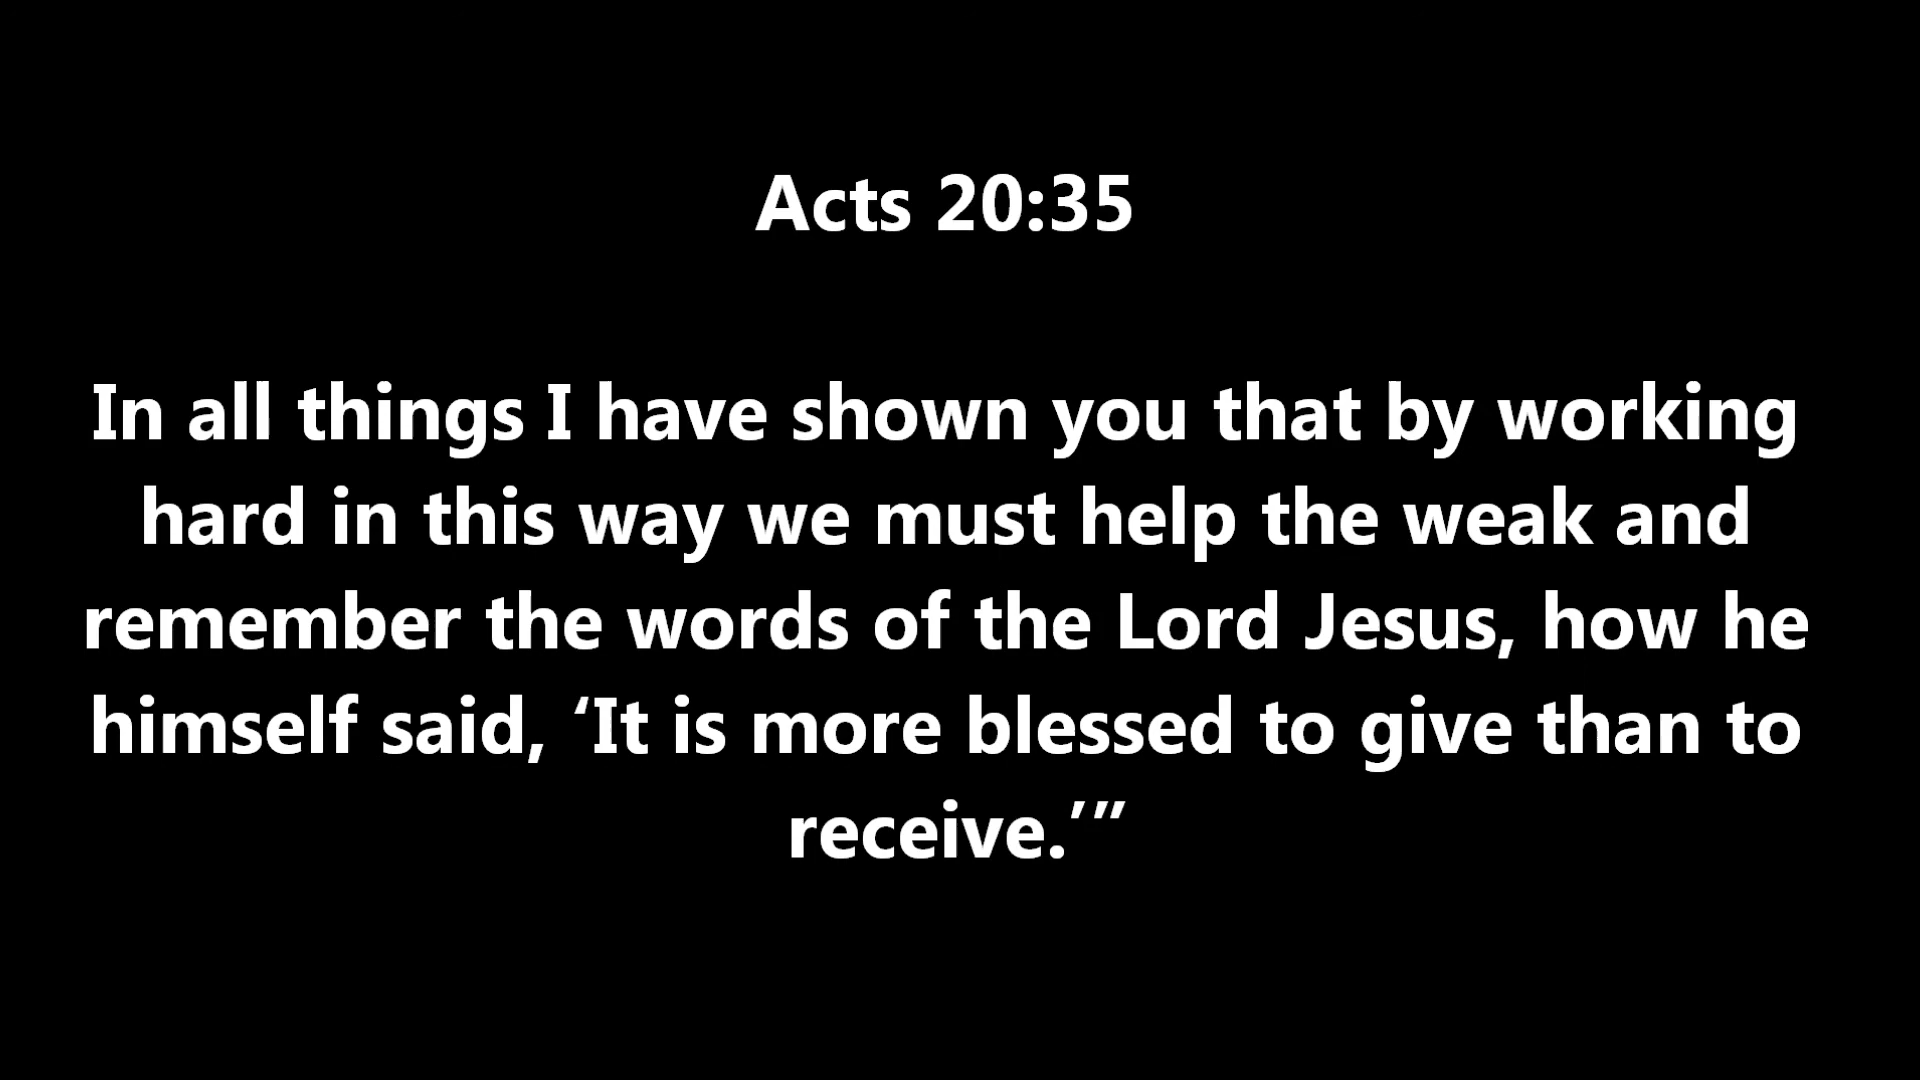 Acts 20:35
In all things I have shown you that by working
hard in this way we must help the weak and
remember the words of the Lord Jesus, how he
himself said, ‘It is more blessed to give than to
receive.’”